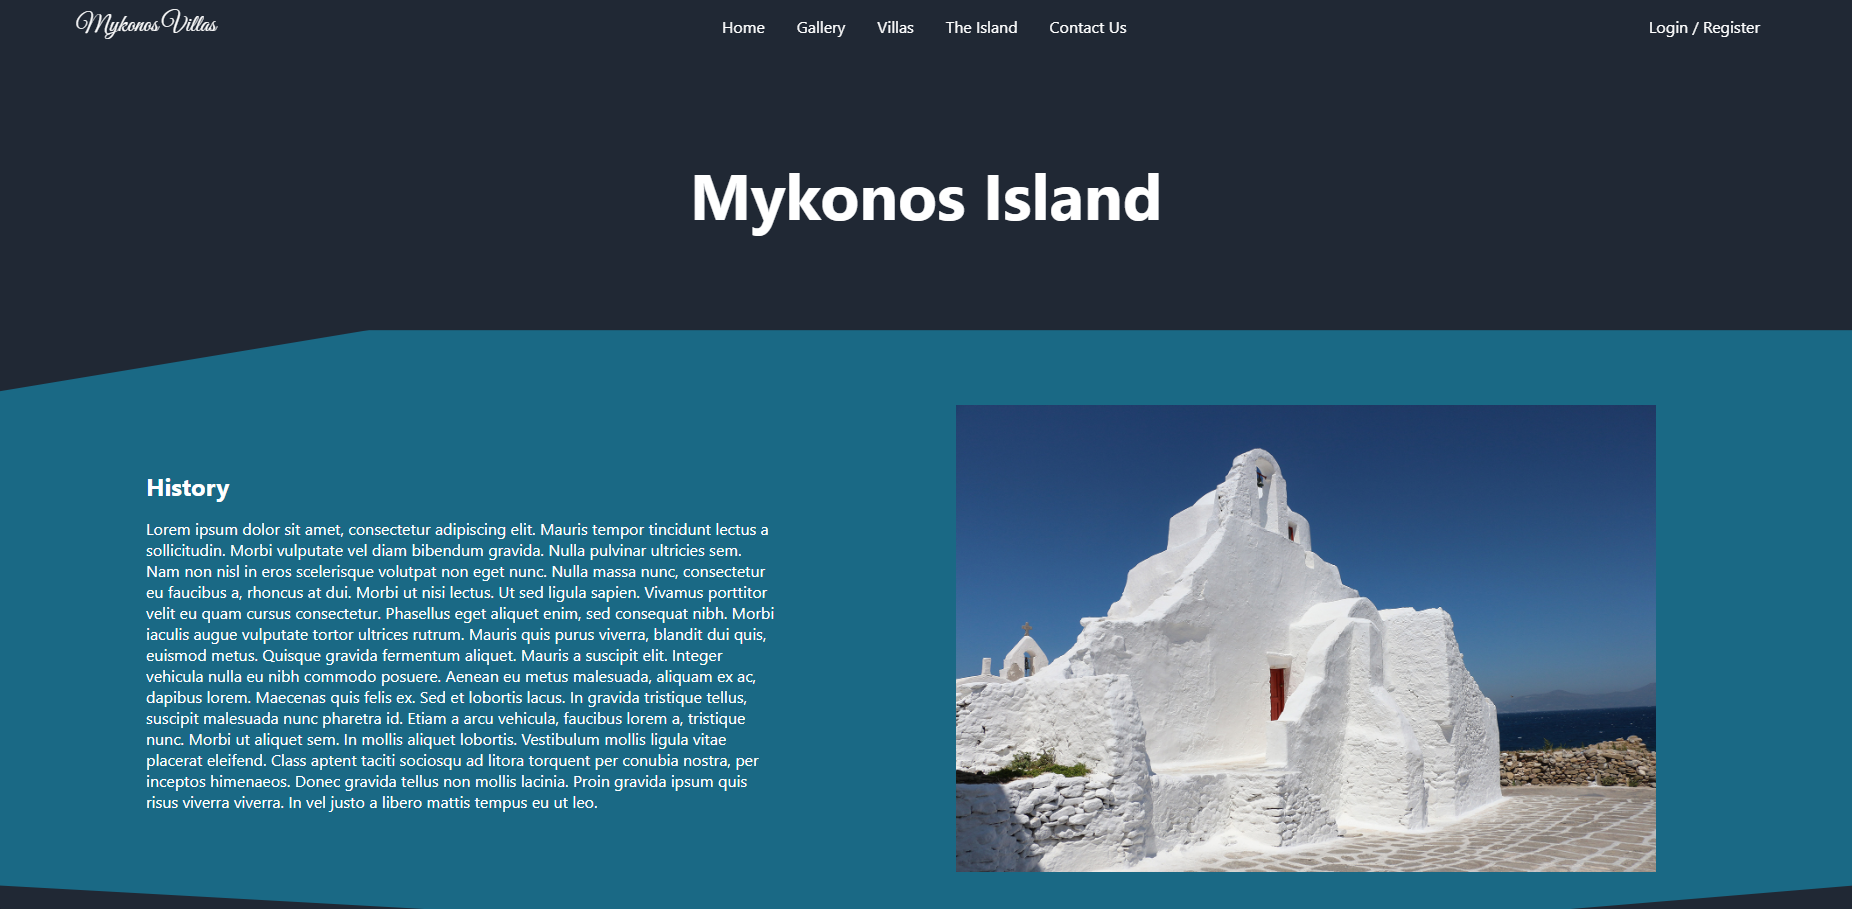 Mykonos Villas
Home Gallery Villas The Island Contact Us
Login / Register
Mykonos Island
History
Lorem ipsum dolor sit amet, consectetur adipiscing elit. Mauris tempor tincidunt lectus a
sollicitudin. Morbi vulputate vel diam bibendum gravida. Nulla pulvinar ultricies sem.
Nam non nisl in eros scelerisque volutpat non eget nunc. Nulla massa nunc, consectetur
eu faucibus a, rhoncus at dui. Morbi ut nisi lectus. Ut sed ligula sapien. Vivamus porttitor
velit eu quam cursus consectetur. Phasellus eget aliquet enim, sed consequat nibh. Morbi
iaculis augue vulputate tortor ultrices rutrum. Mauris quis purus viverra, blandit dui quis,
euismod metus. Quisque gravida fermentum aliquet. Mauris a suscipit elit. Integer
vehicula nulla eu nibh commodo posuere. Aenean eu metus malesuada, aliquam ex ac,
dapibus lorem. Maecenas quis felis ex. Sed et lobortis lacus. In gravida tristique tellus,
suscipit malesuada nunc pharetra id. Etiam a arcu vehicula, faucibus lorem a, tristique
nunc. Morbi ut aliquet sem. In mollis aliquet lobortis. Vestibulum mollis ligula vitae
placerat eleifend. Class aptent taciti sociosqu ad litora torquent per conubia nostra, per
inceptos himenaeos. Donec gravida tellus non mollis lacinia. Proin gravida ipsum quis
risus viverra viverra. In vel justo a libero mattis tempus eu ut leo.